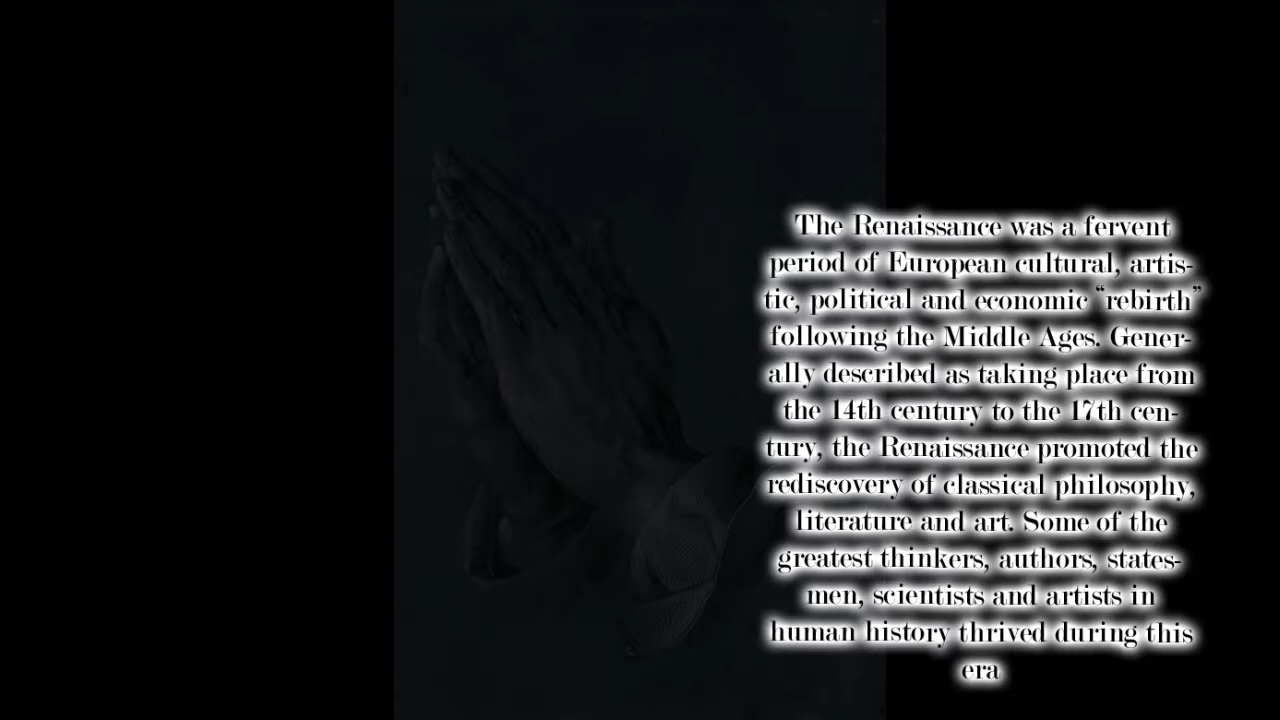 The Renaissance was a fervent
period of European cultural, artis-
tic, political and economic “rebirth”
following the Middle Ages. Gener-
ally described as taking place from
the 14th century to the 17th cen-
tury, the Renaissance promoted the
rediscovery of classical philosophy,
literature and art. Some of the
greatest thinkers, authors, states-
men, scientists and artists in
human history thrived during this
era